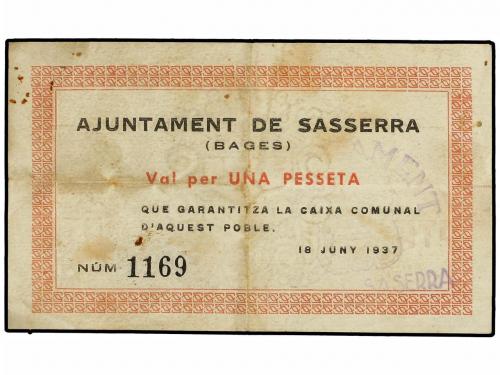 AJUNTAMENT DE SASSERRA
(BAGES)
Val per UNA PESSETA
QUE GARANTITZA LA CAIXA COMUNAL
D'AQUEST POBLE.
18 JUNY 1937
NÚM 1169
SASERRA